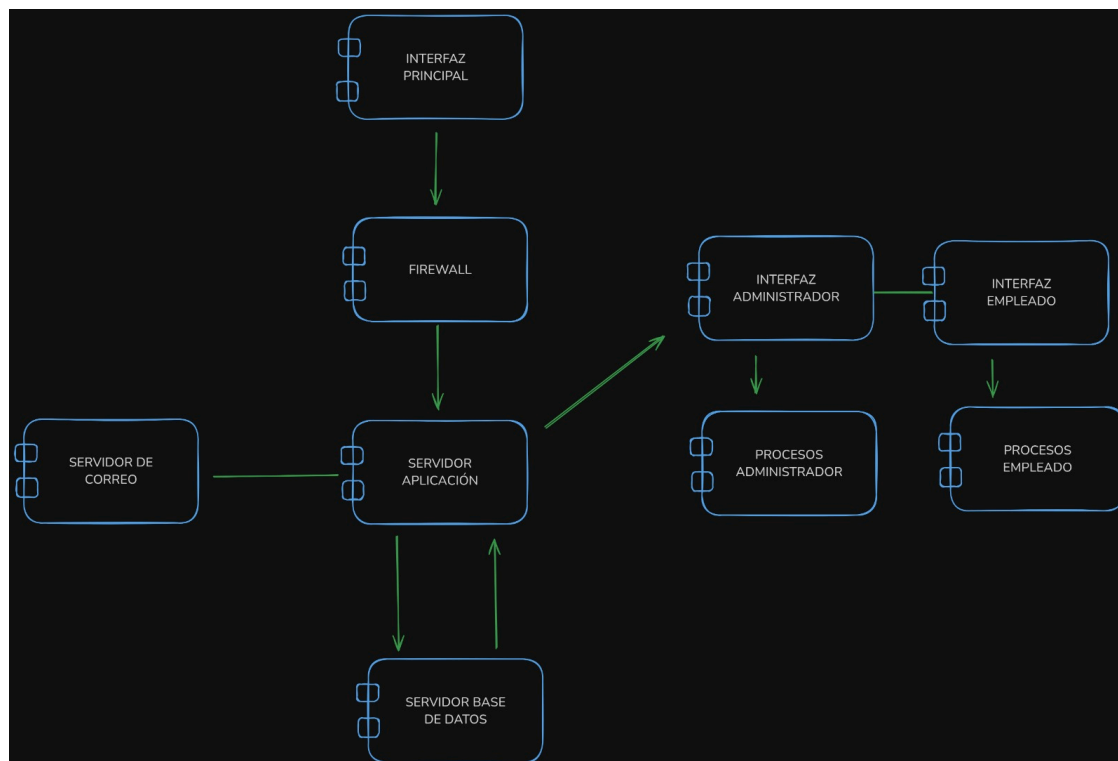 INTERFAZ
PRINCIPAL
FIREWALL
INTERFAZ
ADMINISTRADOR
INTERFAZ
EMPLEADO
SERVIDOR DE
CORREO
SERVIDOR
APLICACIÓN
PROCESOS
ADMINISTRADOR
PROCESOS
EMPLEADO
SERVIDOR BASE
DE DATOS